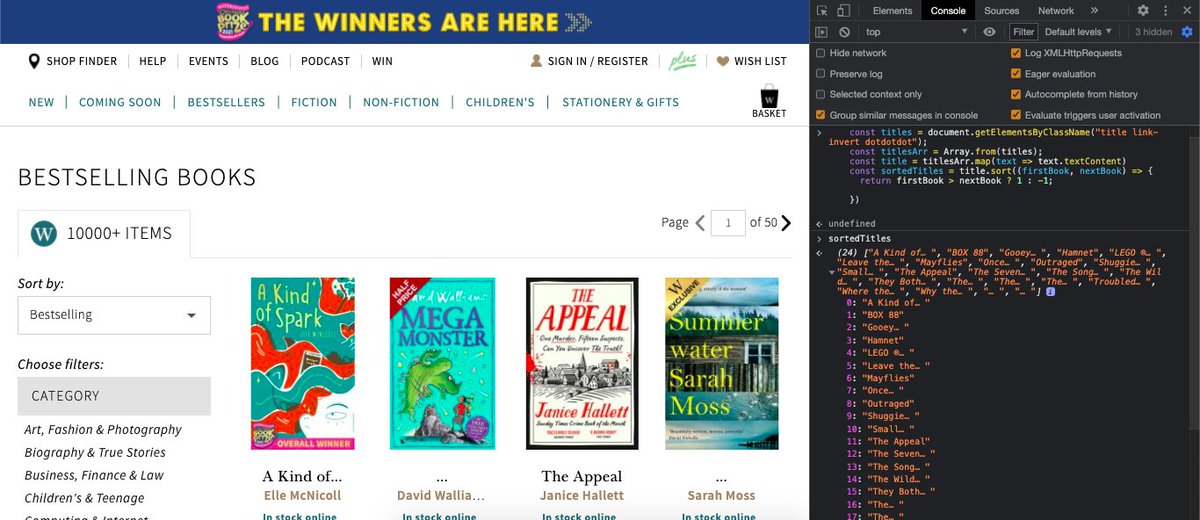 THE WINNERS ARE HERE
SHOP FINDER HELP EVENTS BLOG PODCAST WIN SIGN IN / REGISTER plus WISH LIST
NEW COMING SOON BESTSELLERS FICTION NON-FICTION CHILDREN'S STATIONERY & GIFTS BASKET
BESTSELLING BOOKS
W 10000+ ITEMS
Page 1 of 50
Sort by:
Bestselling
Choose filters:
CATEGORY
Art, Fashion & Photography
Biography & True Stories
Business, Finance & Law
Children's & Teenage
Computing & Internet
A Kind
of Spark
ELLE MCNICOLL
OVERALL WINNER
A Kind of...
Elle McNicoll
In stock online
HALF PRICE
David Walliams
MEGA
MONSTER
...
David Wallia...
In stock online
THE
APPEAL
One Murder. Fifteen Suspects.
Can You Uncover The Truth?
Janice Hallett
Sunday Times Crime Book of the Month
The Appeal
Janice Hallett
In stock online
W
EXCLUSIVE
Summer
water
Sarah
Moss
...
Sarah Moss
In stock online
Elements Console Sources Network »
top Filter Default levels 3 hidden
Hide network Log XMLHttpRequests
Preserve log Eager evaluation
Selected context only Autocomplete from history
Group similar messages in console Evaluate triggers user activation
const titles = document.getElementsByClassName("title link-
invert dotdotdot");
const titlesArr = Array.from(titles);
const title = titlesArr.map(text => text.textContent)
const sortedTitles = title.sort((firstBook, nextBook) => {
return firstBook > nextBook ? 1 : -1;
})
undefined
sortedTitles
(24) ["A Kind of… ", "BOX 88", "Gooey… ", "Hamnet", "LEGO ®… ",
"Leave the… ", "Mayflies", "Once… ", "Outraged", "Shuggie… ",
"Small… ", "The Appeal", "The Seven… ", "The Song… ", "The Wil
d… ", "They Both… ", "The… ", "The… ", "The… ", "Troubled… ",
"Where the… ", "Why the… ", "… ", "… "]
0: "A Kind of… "
1: "BOX 88"
2: "Gooey… "
3: "Hamnet"
4: "LEGO ®… "
5: "Leave the… "
6: "Mayflies"
7: "Once… "
8: "Outraged"
9: "Shuggie… "
10: "Small… "
11: "The Appeal"
12: "The Seven… "
13: "The Song… "
14: "The Wild… "
15: "They Both… "
16: "The… "
17: "The… "